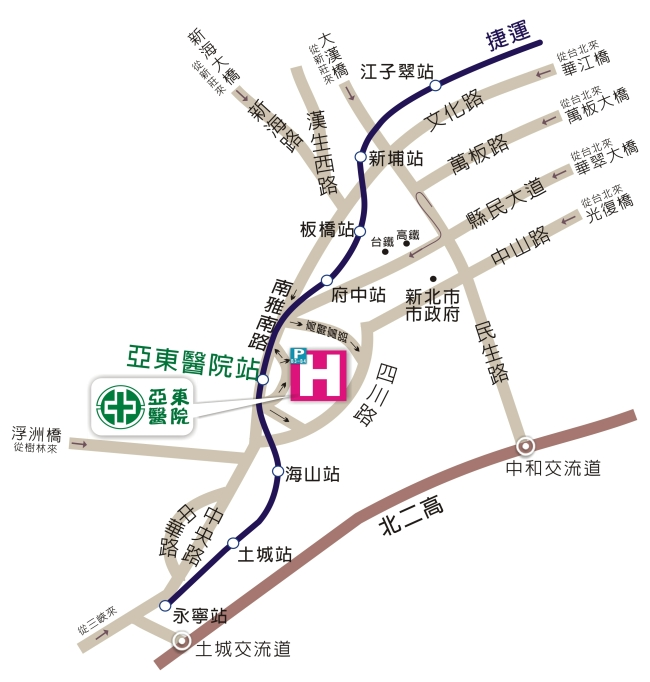 捷運
新海大橋
從新莊來
大漢橋
從新莊來
江子翠站
從台北來
華江橋
文化路
從台北來
萬板大橋
新海路
漢生西路
新埔站
萬板路
從台北來
華翠大橋
縣民大道
從台北來
光復橋
板橋站
台鐵
高鐵
中山路
府中站
新北市
市政府
南雅南路
民生路
亞東醫院站
P
H
四川路
亞東
醫院
浮洲橋
從樹林來
海山站
中和交流道
北二高
中央路
中華路
土城站
永寧站
從三峽來
土城交流道